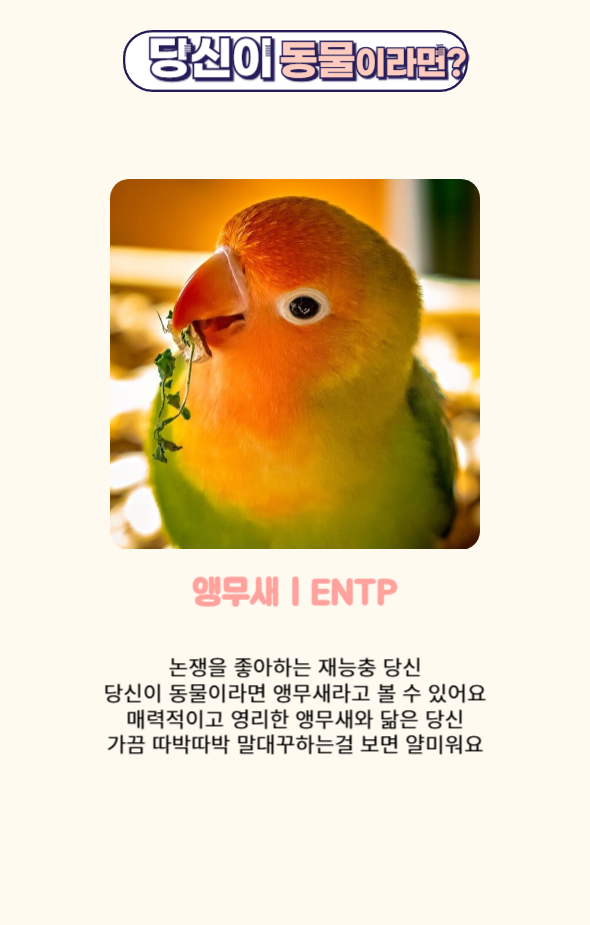 당신이 동물이라면?
앵무새 | ENTP
논쟁을 좋아하는 재능충 당신
당신이 동물이라면 앵무새라고 볼 수 있어요
매력적이고 영리한 앵무새와 닮은 당신
가끔 따박따박 말대꾸하는걸 보면 얄미워요